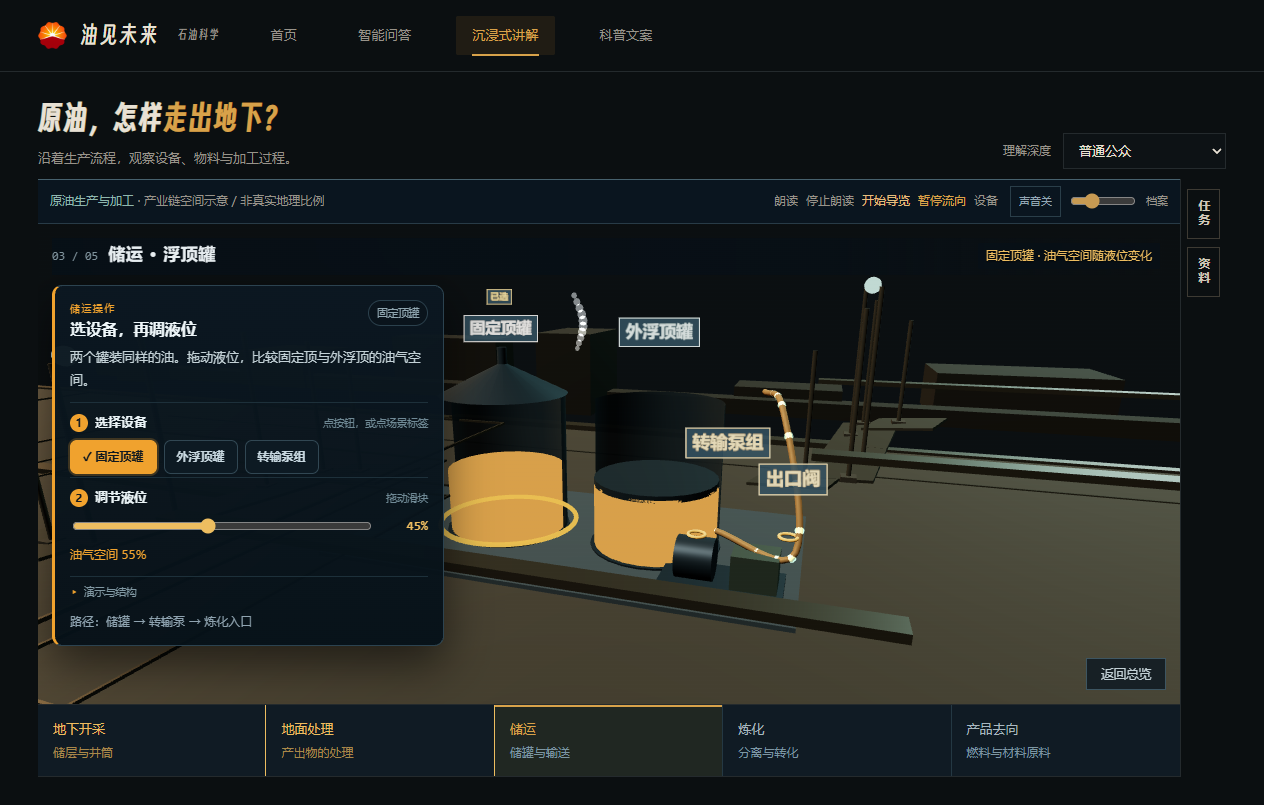 油见未来 石油科学 首页 智能问答 沉浸式讲解 科普文案
原油，怎样走出地下？
沿着生产流程，观察设备、物料与加工过程。
理解深度 普通公众
原油生产与加工 · 产业链空间示意 / 非真实地理比例
朗读 停止朗读 开始导览 暂停流向 设备 声音关 档案
任务
资料
03 / 05 储运 • 浮顶罐
固定顶罐 · 油气空间随液位变化
储运操作
固定顶罐
选设备，再调液位
两个罐装同样的油。拖动液位，比较固定顶与外浮顶的油气空
间。
1 选择设备 点按钮，或点场景标签
✓ 固定顶罐 外浮顶罐 转输泵组
2 调节液位 拖动滑块
45%
油气空间 55%
▸ 演示与结构
路径：储罐 → 转输泵 → 炼化入口
已选
固定顶罐
外浮顶罐
转输泵组
出口阀
返回总览
地下开采
储层与井筒
地面处理
产出物的处理
储运
储罐与输送
炼化
分离与转化
产品去向
燃料与材料原料